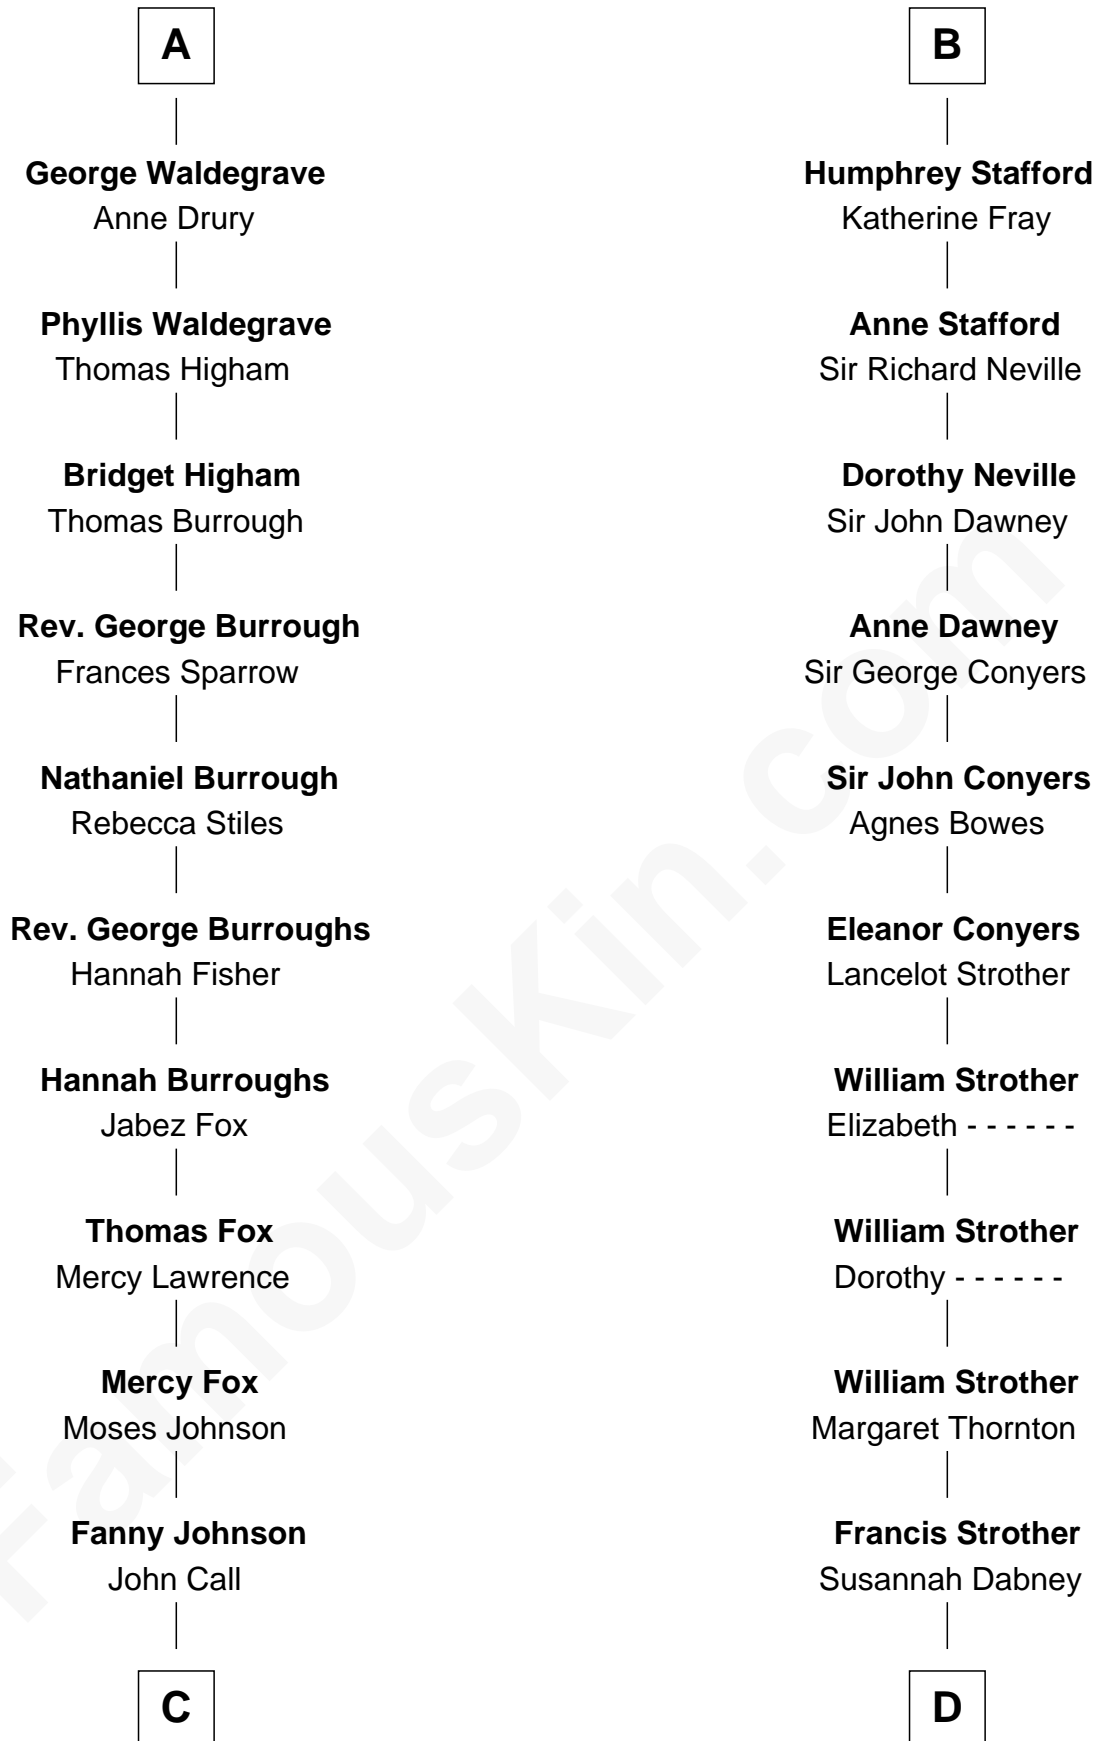 A
George Waldegrave
Anne Drury
Phyllis Waldegrave
Thomas Higham
Bridget Higham
Thomas Burrough
Rev. George Burrough
Frances Sparrow
Nathaniel Burrough
Rebecca Stiles
Rev. George Burroughs
Hannah Fisher
Hannah Burroughs
Jabez Fox
Thomas Fox
Mercy Lawrence
Mercy Fox
Moses Johnson
Fanny Johnson
John Call
C
B
Humphrey Stafford
Katherine Fray
Anne Stafford
Sir Richard Neville
Dorothy Neville
Sir John Dawney
Anne Dawney
Sir George Conyers
Sir John Conyers
Agnes Bowes
Eleanor Conyers
Lancelot Strother
William Strother
Elizabeth - - - - - -
William Strother
Dorothy - - - - - -
William Strother
Margaret Thornton
Francis Strother
Susannah Dabney
D
FamousKin.com